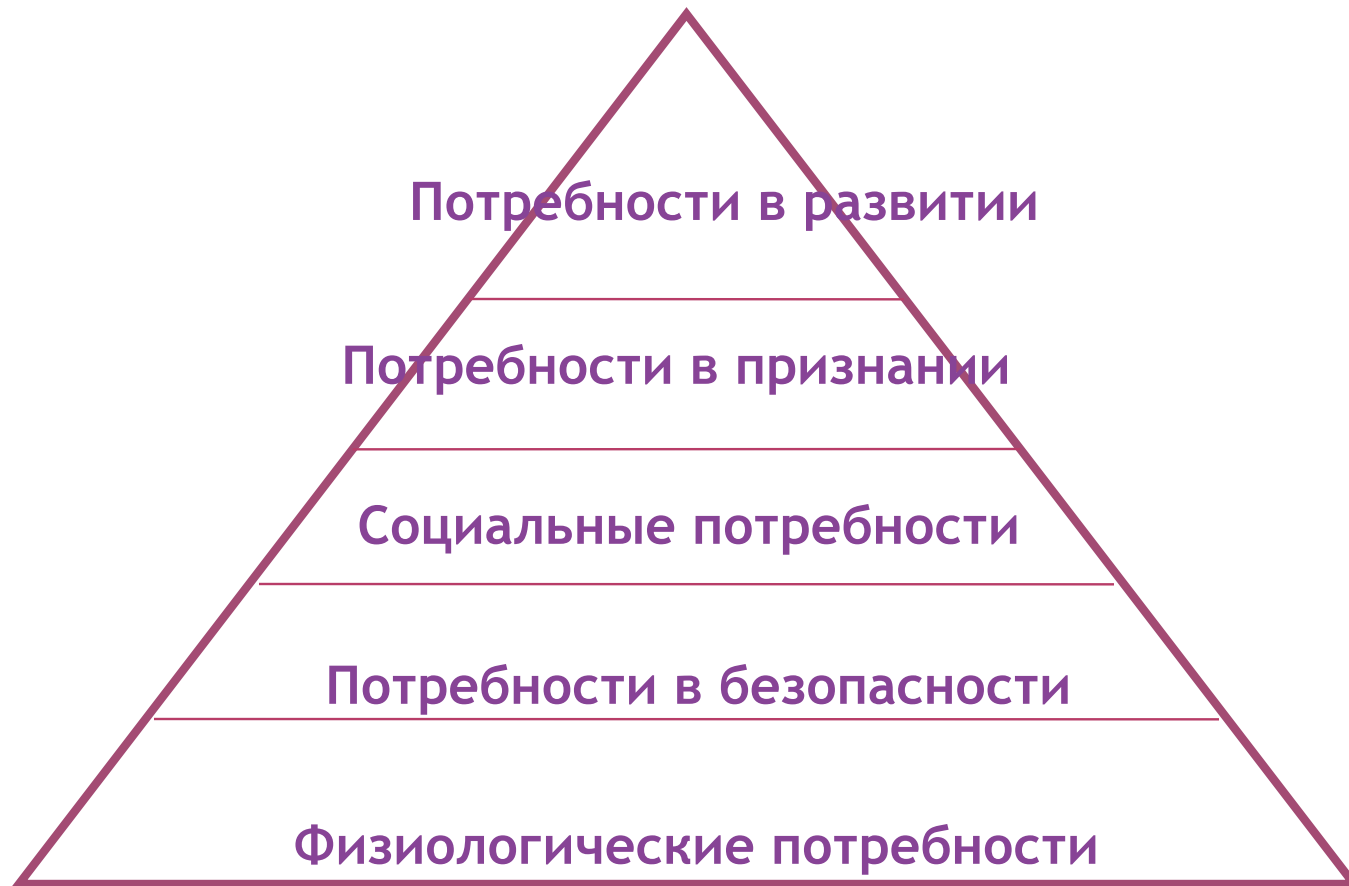 Потребности в развитии
Потребности в признании
Социальные потребности
Потребности в безопасности
Физиологические потребности